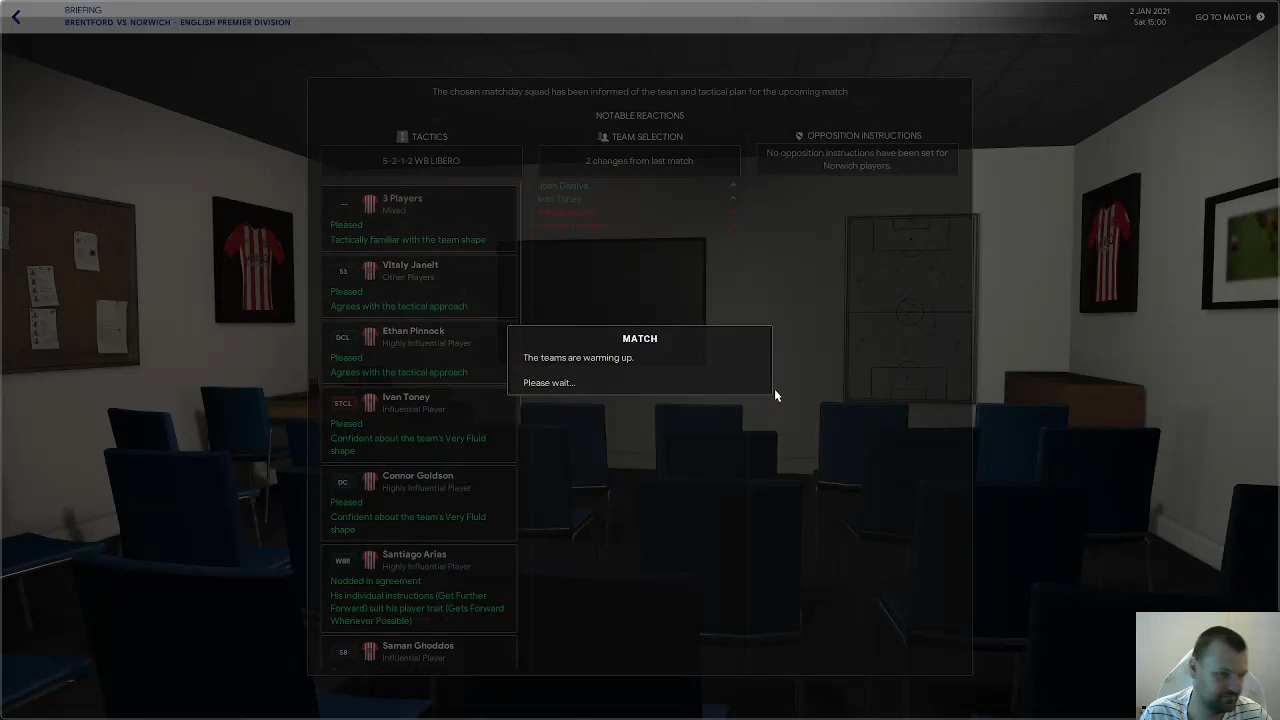 BRIEFING
BRENTFORD VS NORWICH - ENGLISH PREMIER DIVISION
FM
2 JAN 2021
Sat 15:00
GO TO MATCH
The chosen matchday squad has been informed of the team and tactical plan for the upcoming match
NOTABLE REACTIONS
TACTICS
5-2-1-2 WB LIBERO
3 Players
Mixed
Pleased
Tactically familiar with the team shape
S3
Vitaly Janelt
Other Players
Pleased
Agrees with the tactical approach
DCL
Ethan Pinnock
Highly Influential Player
Pleased
Agrees with the tactical approach
STCL
Ivan Toney
Influential Player
Pleased
Confident about the team's Very Fluid
shape
DC
Connor Goldson
Highly Influential Player
Pleased
Confident about the team's Very Fluid
shape
WBR
Santiago Arias
Highly Influential Player
Nodded in agreement
His individual instructions (Get Further
Forward) suit his player trait (Gets Forward
Whenever Possible)
S8
Saman Ghoddos
Influential Player
TEAM SELECTION
2 changes from last match
Josh Dasilva
Ivan Toney
OPPOSITION INSTRUCTIONS
No opposition instructions have been set for
Norwich players.
MATCH
The teams are warming up.
Please wait...